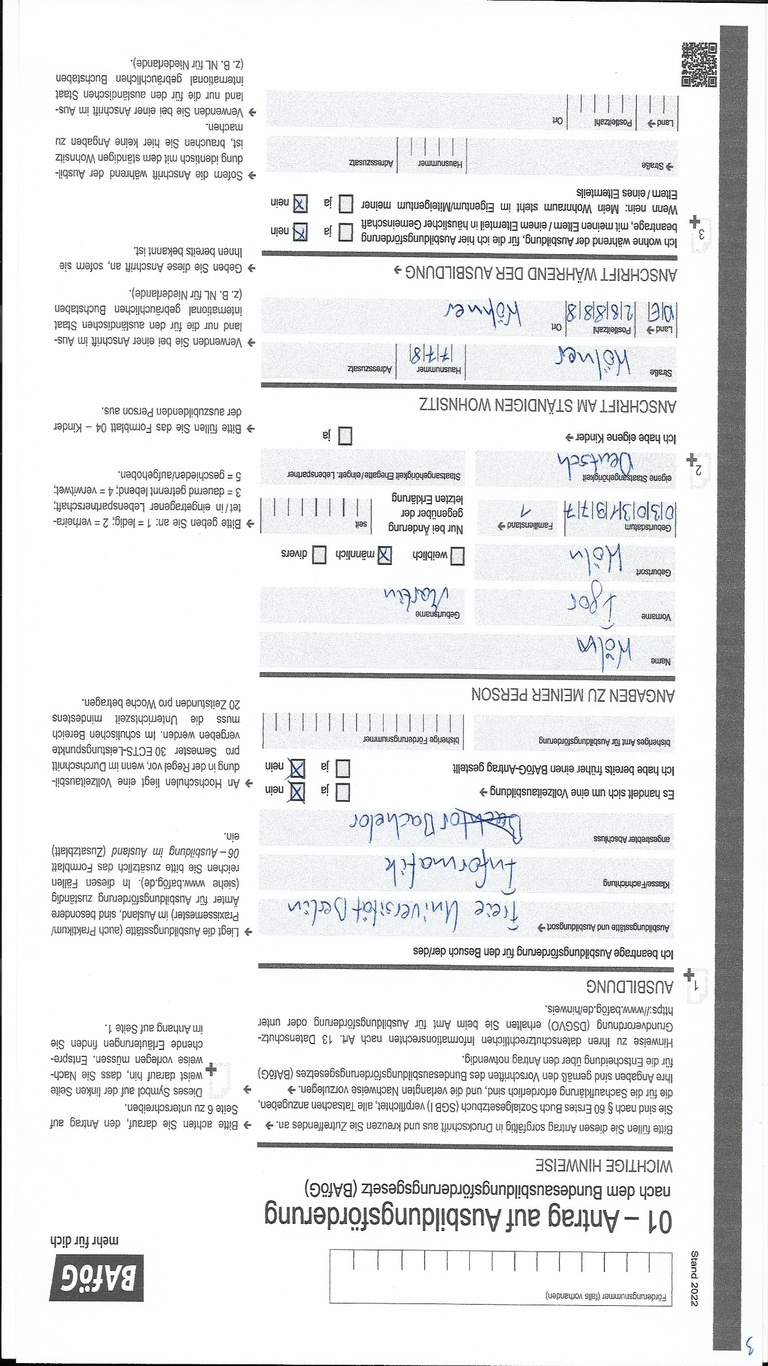 3
Stand 2022
Förderungsnummer (falls vorhanden)
BAföG
mehr für dich
01 – Antrag auf Ausbildungsförderung
nach dem Bundesausbildungsförderungsgesetz (BAföG)
WICHTIGE HINWEISE
Bitte füllen Sie diesen Antrag sorgfältig in Druckschrift aus und kreuzen Sie Zutreffendes an. →
Sie sind nach § 60 Erstes Buch Sozialgesetzbuch (SGB I) verpflichtet, alle Tatsachen anzugeben,
die für die Sachaufklärung erforderlich sind, und die verlangten Nachweise vorzulegen. →
Ihre Angaben sind gemäß den Vorschriften des Bundesausbildungsförderungsgesetzes (BAföG)
für die Entscheidung über den Antrag notwendig.
Hinweise zu Ihren datenschutzrechtlichen Informationsrechten nach Art. 13 Datenschutz-
Grundverordnung (DSGVO) erhalten Sie beim Amt für Ausbildungsförderung oder unter
https://www.bafög.de/hinweis.
→ Bitte achten Sie darauf, den Antrag auf
Seite 6 zu unterschreiben.
→ Dieses Symbol auf der linken Seite
weist darauf hin, dass Sie Nach-
weise vorlegen müssen. Entspre-
chende Erläuterungen finden Sie
im Anhang auf Seite 1.
1
AUSBILDUNG
Ich beantrage Ausbildungsförderung für den Besuch der/des
Ausbildungsstätte und Ausbildungsort → Freie Universität Berlin
Klasse/Fachrichtung Informatik
angestrebter Abschluss Bachelor
Es handelt sich um eine Vollzeitausbildung → ja nein
Ich habe bereits früher einen BAföG-Antrag gestellt ja nein
bisheriges Amt für Ausbildungsförderung bisherige Förderungsnummer
→ Liegt die Ausbildungsstätte (auch Praktikum/
Praxissemester) im Ausland, sind besondere
Ämter für Ausbildungsförderung zuständig
(siehe www.bafög.de). In diesen Fällen
reichen Sie bitte zusätzlich das Formblatt
06 – Ausbildung im Ausland (Zusatzblatt)
ein.
→ An Hochschulen liegt eine Vollzeitausbil-
dung in der Regel vor, wenn im Durchschnitt
pro Semester 30 ECTS-Leistungspunkte
vergeben werden. Im schulischen Bereich
muss die Unterrichtszeit mindestens
20 Zeitstunden pro Woche betragen.
ANGABEN ZU MEINER PERSON
Name Köln
Vorname Igor Geburtsname Martin
Geburtsort Köln weiblich männlich divers
Geburtsdatum 03031977 Familienstand → 1
Nur bei Änderung
gegenüber der
letzten Erklärung
seit
eigene Staatsangehörigkeit Deutsch Staatsangehörigkeit Ehegatte/eingetr. Lebenspartner
2
Ich habe eigene Kinder → ja
→ Bitte geben Sie an: 1 = ledig; 2 = verheira-
tet / in eingetragener Lebenspartnerschaft;
3 = dauernd getrennt lebend; 4 = verwitwet;
5 = geschieden/aufgehoben.
→ Bitte füllen Sie das Formblatt 04 – Kinder
der auszubildenden Person aus.
ANSCHRIFT AM STÄNDIGEN WOHNSITZ
Straße Kölner Hausnummer 778 Adresszusatz
Land → DE Postleitzahl 28888 Ort Köhner
→ Verwenden Sie bei einer Anschrift im Aus-
land nur die für den ausländischen Staat
international gebräuchlichen Buchstaben
(z. B. NL für Niederlande).
ANSCHRIFT WÄHREND DER AUSBILDUNG →
→ Geben Sie diese Anschrift an, sofern sie
Ihnen bereits bekannt ist.
3
Ich wohne während der Ausbildung, für die ich hier Ausbildungsförderung
beantrage, mit meinen Eltern / einem Elternteil in häuslicher Gemeinschaft ja nein
Wenn nein: Mein Wohnraum steht im Eigentum/Miteigentum meiner
Eltern / eines Elternteils ja nein
→ Straße Hausnummer Adresszusatz
Land → Postleitzahl Ort
→ Sofern die Anschrift während der Ausbil-
dung identisch mit dem ständigen Wohnsitz
ist, brauchen Sie hier keine Angaben zu
machen.
→ Verwenden Sie bei einer Anschrift im Aus-
land nur die für den ausländischen Staat
international gebräuchlichen Buchstaben
(z. B. NL für Niederlande).